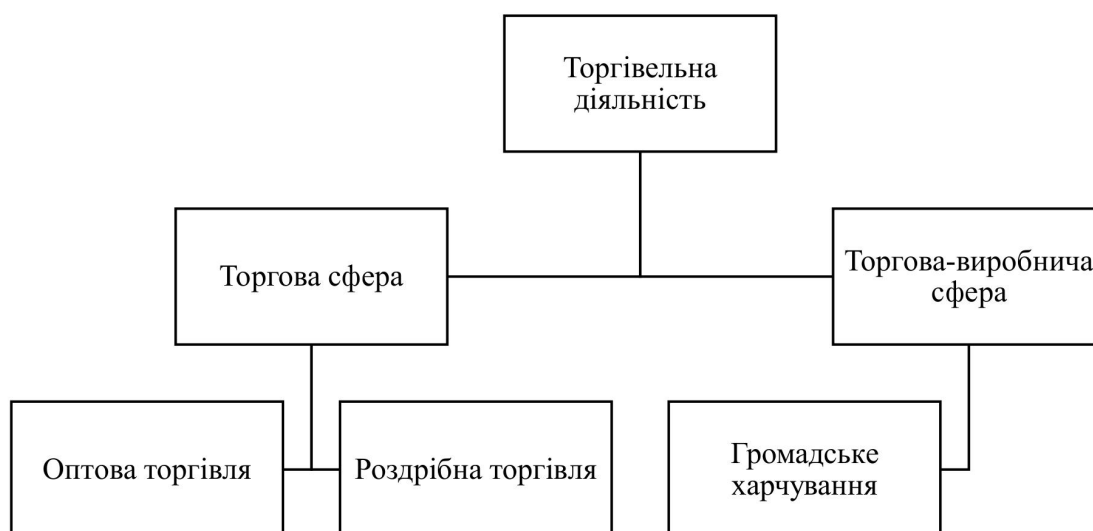 Торгівельна
діяльність
Торгова сфера
Торгова-виробнича
сфера
Оптова торгівля
Роздрібна торгівля
Громадське
харчування